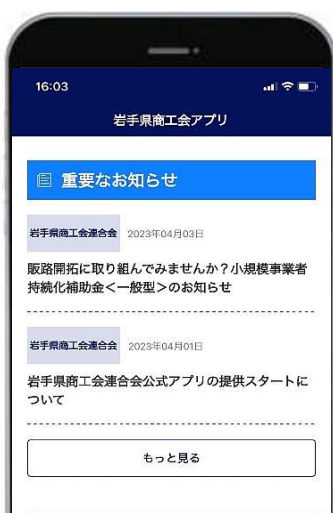 16:03
岩手県商工会アプリ
重要なお知らせ
岩手県商工会連合会 2023年04月03日
販路開拓に取り組んでみませんか？小規模事業者
持続化補助金＜一般型＞のお知らせ
岩手県商工会連合会 2023年04月01日
岩手県商工会連合会公式アプリの提供スタートに
ついて
もっと見る